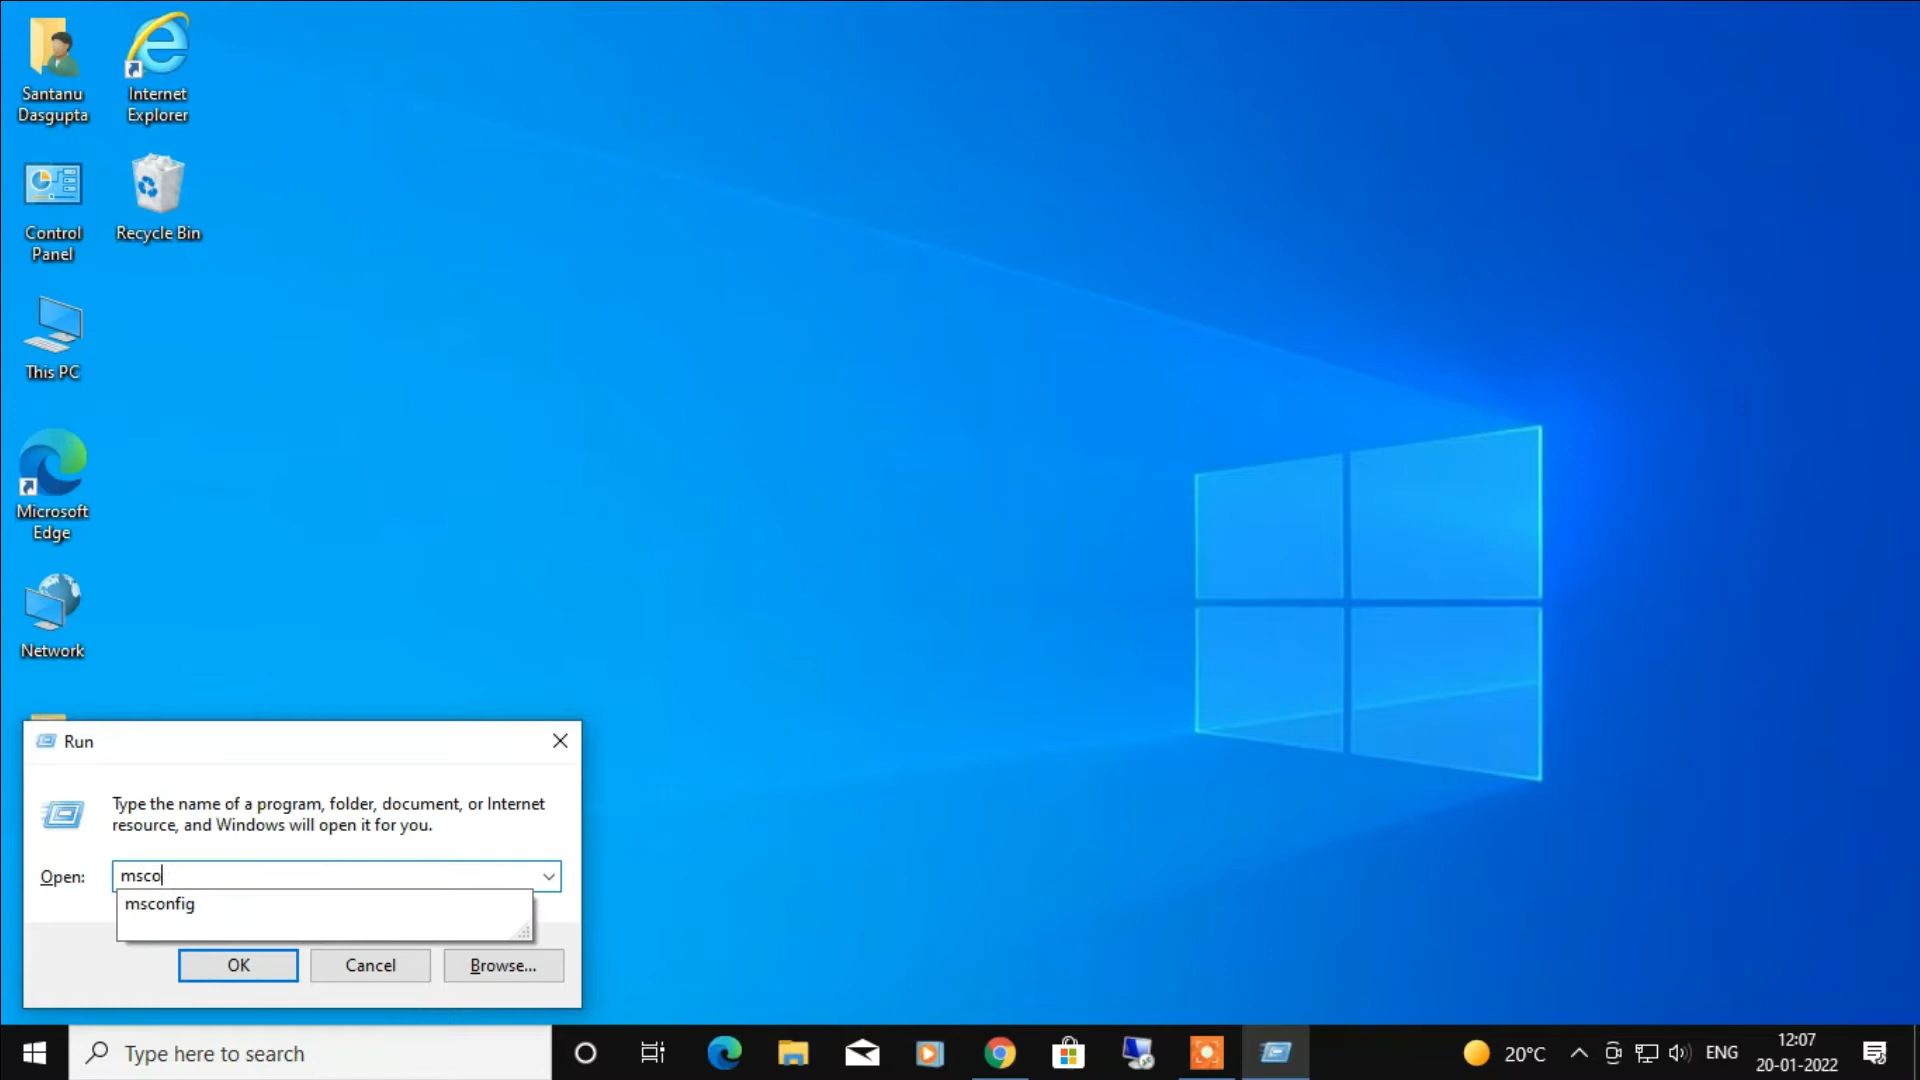 Santanu
Dasgupta
Internet
Explorer
Control
Panel
Recycle Bin
This PC
Microsoft
Edge
Network
Run
Type the name of a program, folder, document, or Internet
resource, and Windows will open it for you.
Open:
msco
msconfig
OK
Cancel
Browse...
Type here to search
20°C
ENG
12:07
20-01-2022